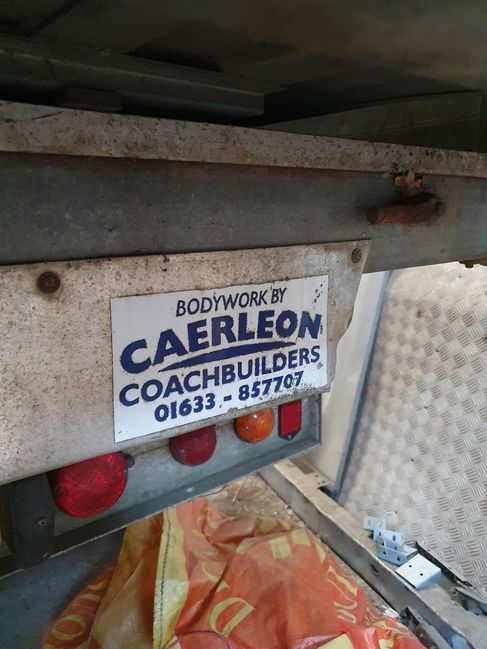 BODYWORK BY
CAERLEON
COACHBUILDERS
01633 - 857707